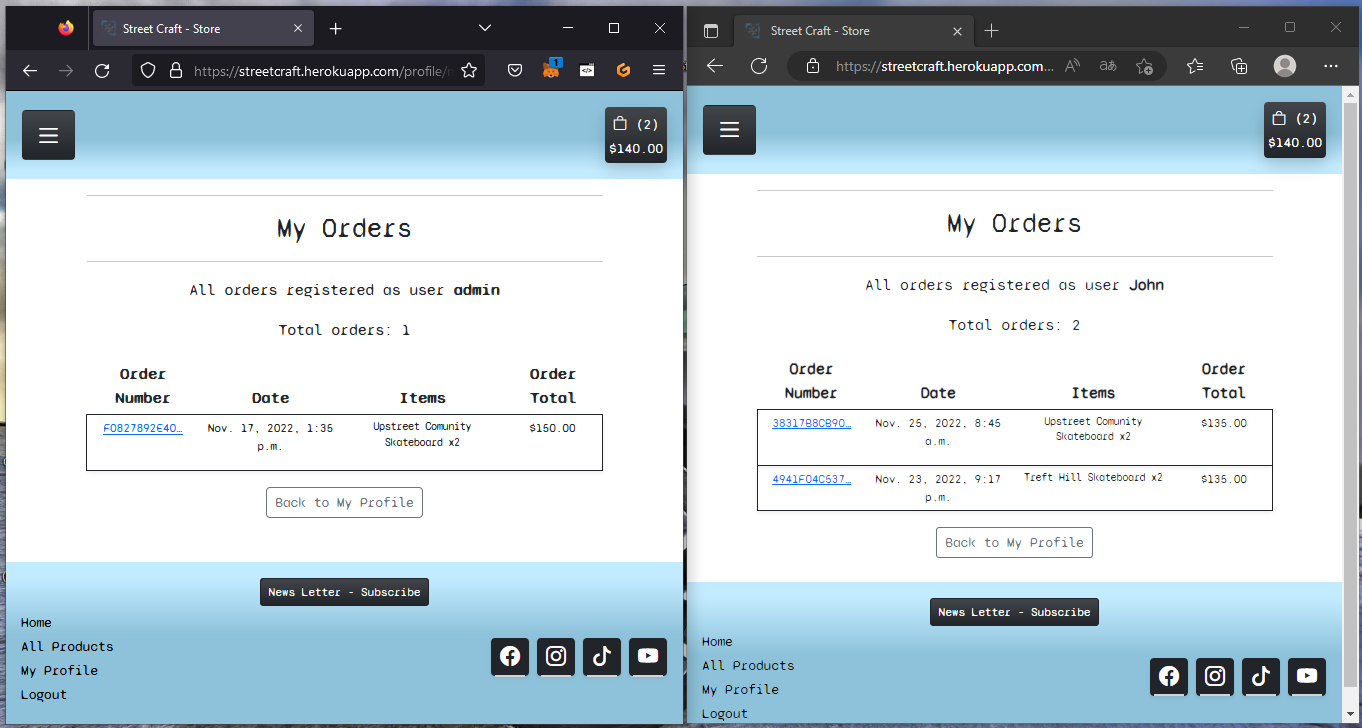 Street Craft - Store
1
https://streetcraft.herokuapp.com/profile/
(2)
$140.00
My Orders
All orders registered as user admin
Total orders: 1
Order Number Date Items Order Total
F0827892E40… Nov. 17, 2022, 1:35 p.m. Upstreet Comunity Skateboard x2 $150.00
Back to My Profile
News Letter - Subscribe
Home
All Products
My Profile
Logout
Street Craft - Store
https://streetcraft.herokuapp.com…
(2)
$140.00
My Orders
All orders registered as user John
Total orders: 2
Order Number Date Items Order Total
38317B8CB90… Nov. 25, 2022, 8:45 a.m. Upstreet Comunity Skateboard x2 $135.00
4941F04C537… Nov. 23, 2022, 9:17 p.m. Treft Hill Skateboard x2 $135.00
Back to My Profile
News Letter - Subscribe
Home
All Products
My Profile
Logout